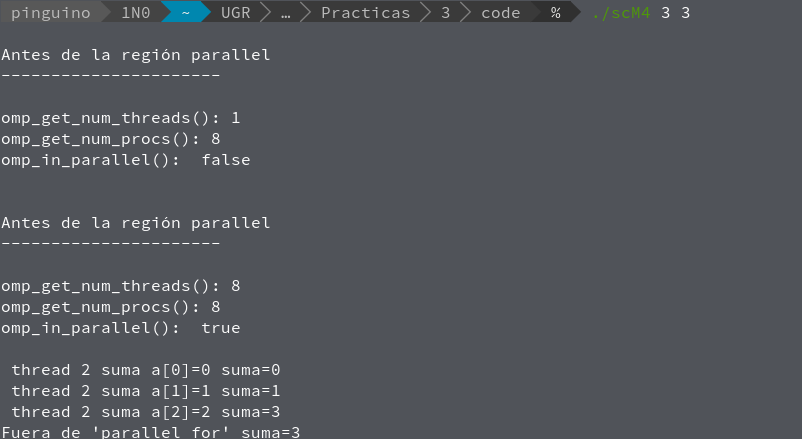 pinguino 1N0 ~ UGR … Practicas 3 code % ./scM4 3 3
Antes de la región parallel
----------------------
omp_get_num_threads(): 1
omp_get_num_procs(): 8
omp_in_parallel():  false
Antes de la región parallel
----------------------
omp_get_num_threads(): 8
omp_get_num_procs(): 8
omp_in_parallel():  true
thread 2 suma a[0]=0 suma=0
thread 2 suma a[1]=1 suma=1
thread 2 suma a[2]=2 suma=3
Fuera de 'parallel for' suma=3